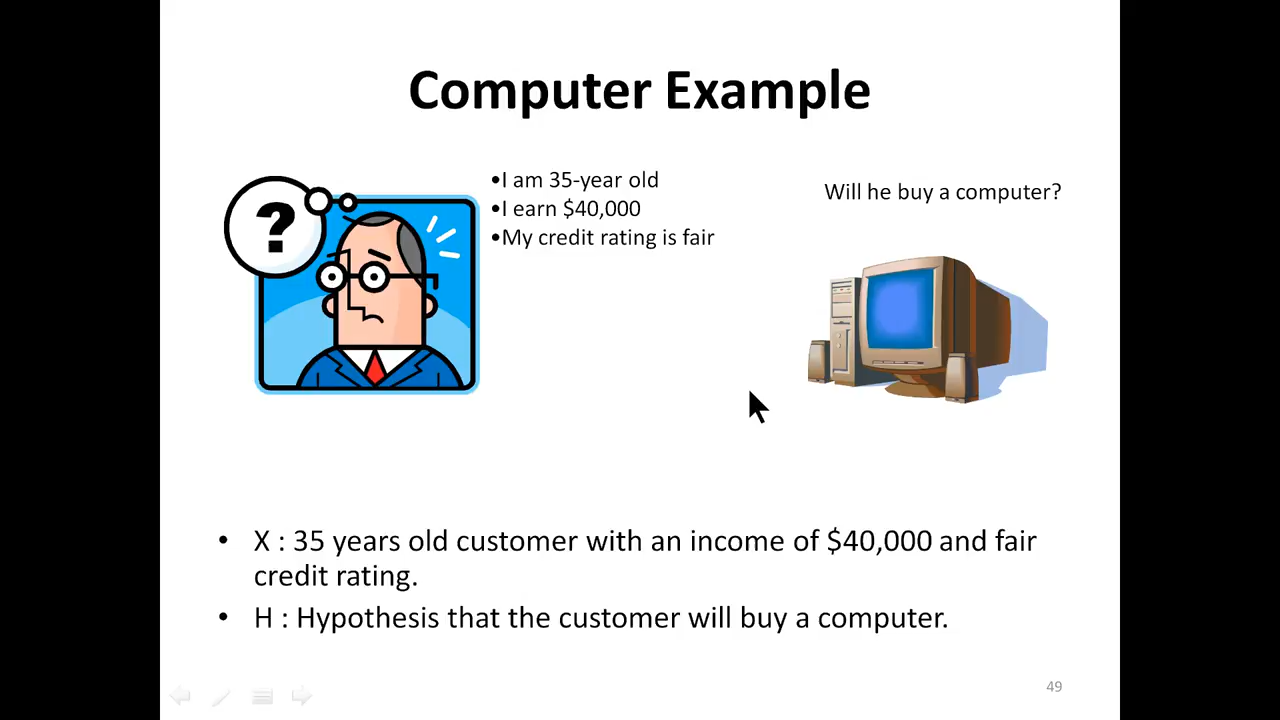 Computer Example
?
•I am 35-year old
•I earn $40,000
•My credit rating is fair
Will he buy a computer?
• X : 35 years old customer with an income of $40,000 and fair
credit rating.
• H : Hypothesis that the customer will buy a computer.
49